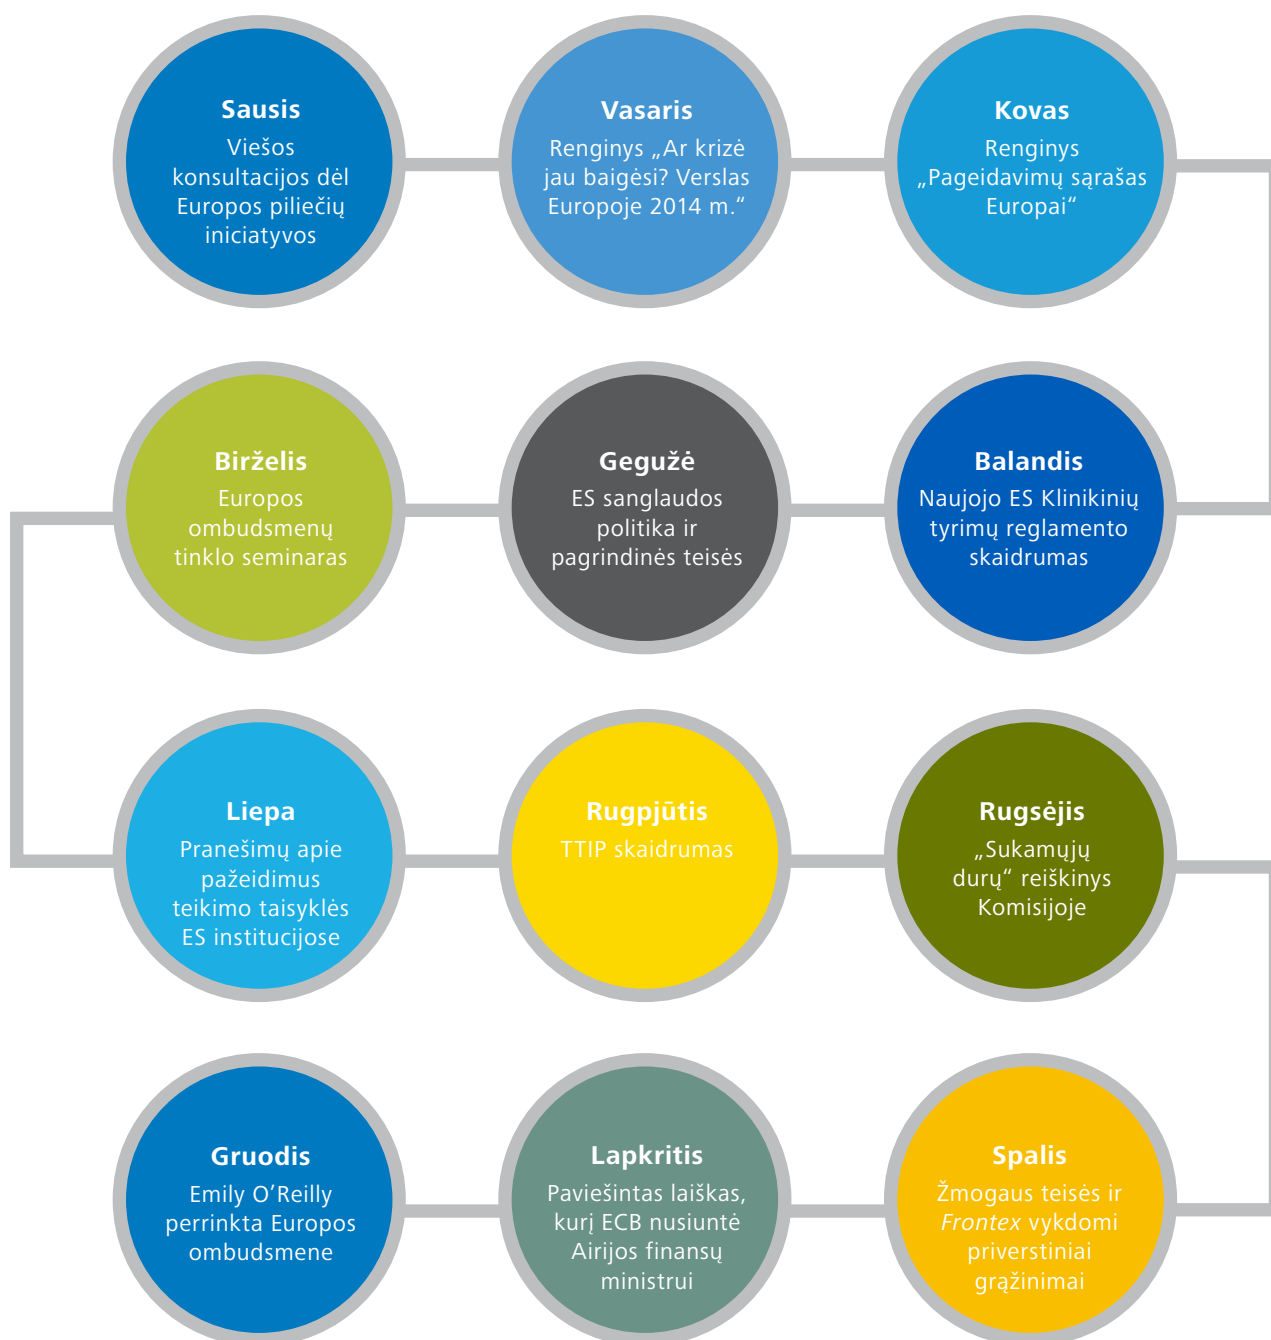 Sausis
Viešos
konsultacijos dėl
Europos piliečių
iniciatyvos
Vasaris
Renginys „Ar krizė
jau baigėsi? Verslas
Europoje 2014 m.“
Kovas
Renginys
„Pageidavimų sąrašas
Europai“
Balandis
Naujojo ES Klinikinių
tyrimų reglamento
skaidrumas
Gegužė
ES sanglaudos
politika ir
pagrindinės teisės
Birželis
Europos
ombudsmenų
tinklo seminaras
Liepa
Pranešimų apie
pažeidimus
teikimo taisyklės
ES institucijose
Rugpjūtis
TTIP skaidrumas
Rugsėjis
„Sukamųjų
durų“ reiškinys
Komisijoje
Spalis
Žmogaus teisės ir
Frontex vykdomi
priverstiniai
grąžinimai
Lapkritis
Paviešintas laiškas,
kurį ECB nusiuntė
Airijos finansų
ministrui
Gruodis
Emily O’Reilly
perrinkta Europos
ombudsmene